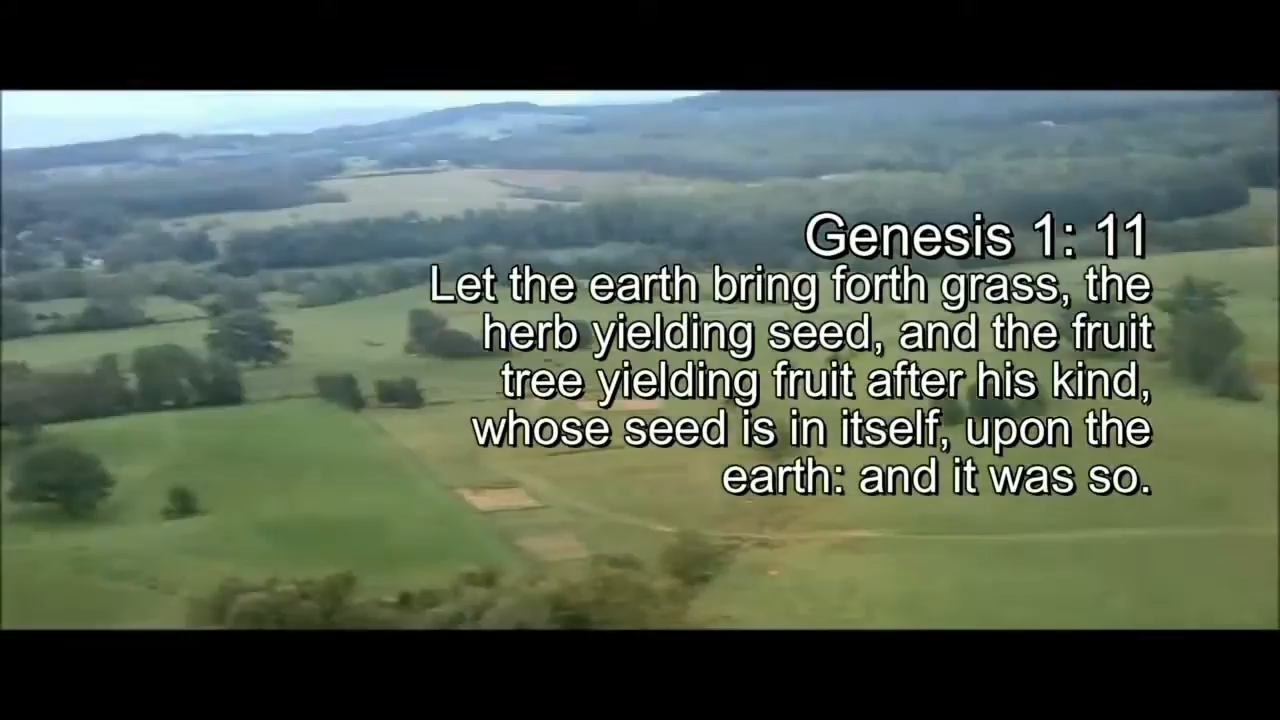 Genesis 1: 11
Let the earth bring forth grass, the
herb yielding seed, and the fruit
tree yielding fruit after his kind,
whose seed is in itself, upon the
earth: and it was so.